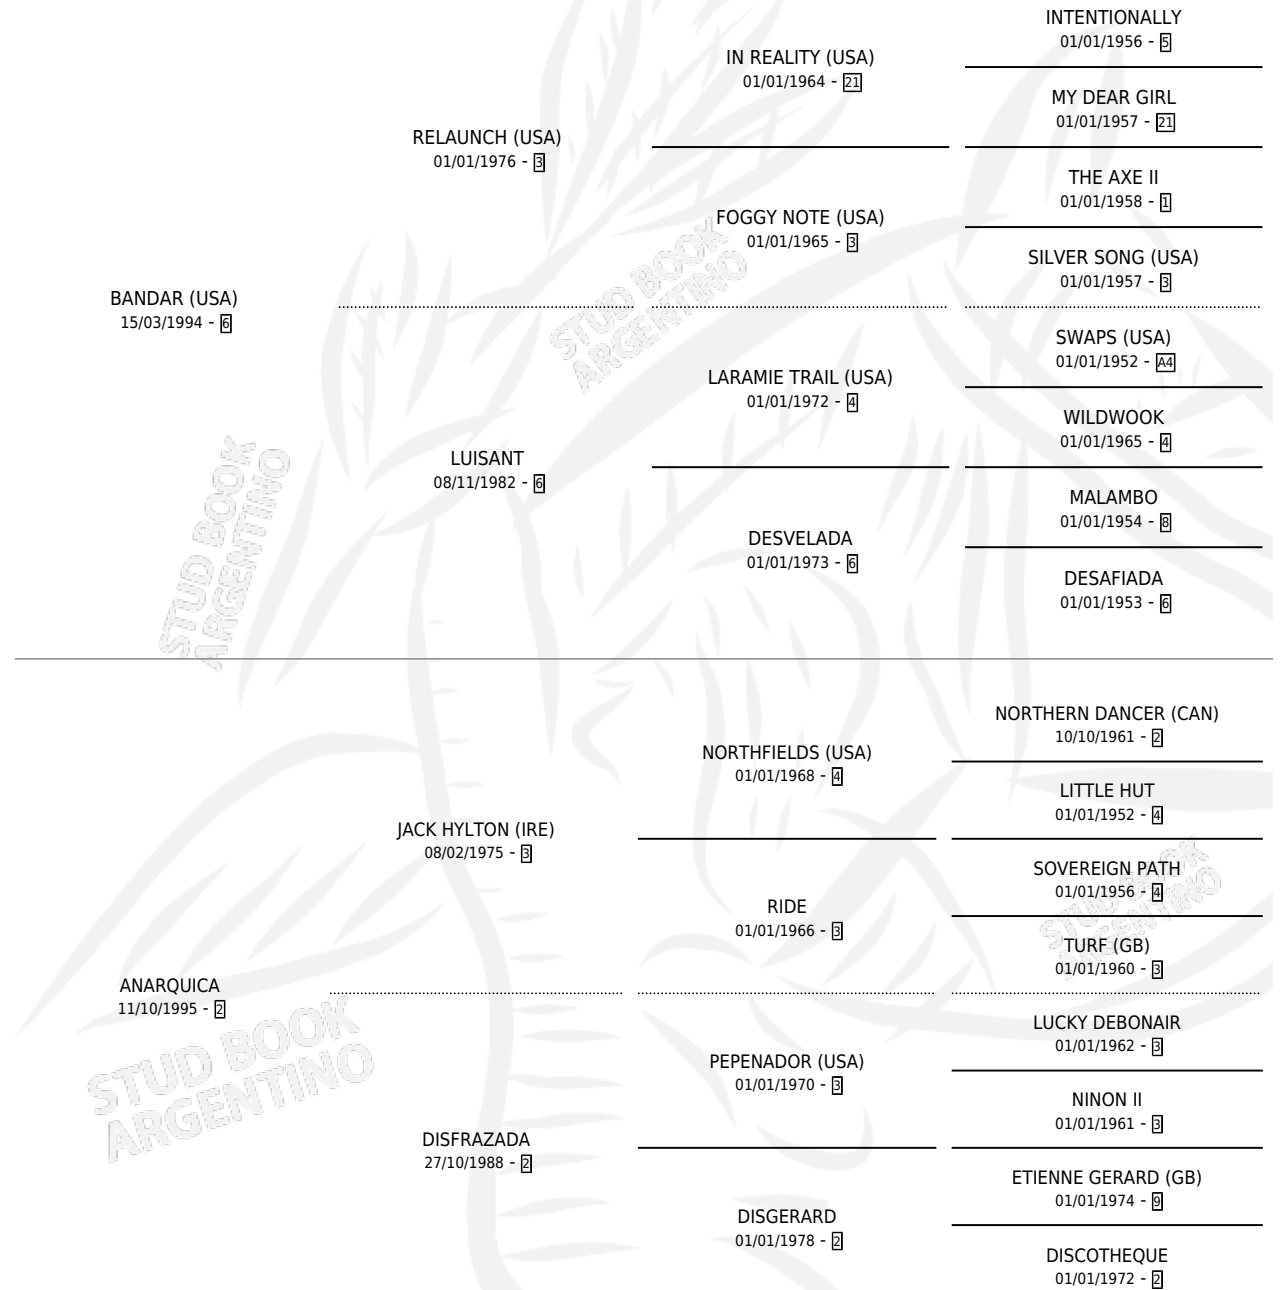 INTENTIONALLY
01/01/1956 - 5
IN REALITY (USA)
01/01/1964 - 21
MY DEAR GIRL
01/01/1957 - 21
RELAUNCH (USA)
01/01/1976 - 3
THE AXE II
01/01/1958 - 1
FOGGY NOTE (USA)
01/01/1965 - 3
SILVER SONG (USA)
01/01/1957 - 3
BANDAR (USA)
15/03/1994 - 6
SWAPS (USA)
01/01/1952 - A4
LARAMIE TRAIL (USA)
01/01/1972 - 4
WILDWOOK
01/01/1965 - 4
LUISANT
08/11/1982 - 6
MALAMBO
01/01/1954 - 8
DESVELADA
01/01/1973 - 6
DESAFIADA
01/01/1953 - 6
STUD BOOK
ARGENTINO
STUD BOOK
ARGENTINO
NORTHERN DANCER (CAN)
10/10/1961 - 2
NORTHFIELDS (USA)
01/01/1968 - 4
LITTLE HUT
01/01/1952 - 4
JACK HYLTON (IRE)
08/02/1975 - 3
SOVEREIGN PATH
01/01/1956 - 4
RIDE
01/01/1966 - 3
TURF (GB)
01/01/1960 - 3
STUD BOOK
ARGENTINO
ANARQUICA
11/10/1995 - 2
LUCKY DEBONAIR
01/01/1962 - 3
PEPENADOR (USA)
01/01/1970 - 3
NINON II
01/01/1961 - 3
STUD BOOK
ARGENTINO
DISFRAZADA
27/10/1988 - 2
ETIENNE GERARD (GB)
01/01/1974 - 9
DISGERARD
01/01/1978 - 2
DISCOTHEQUE
01/01/1972 - 2